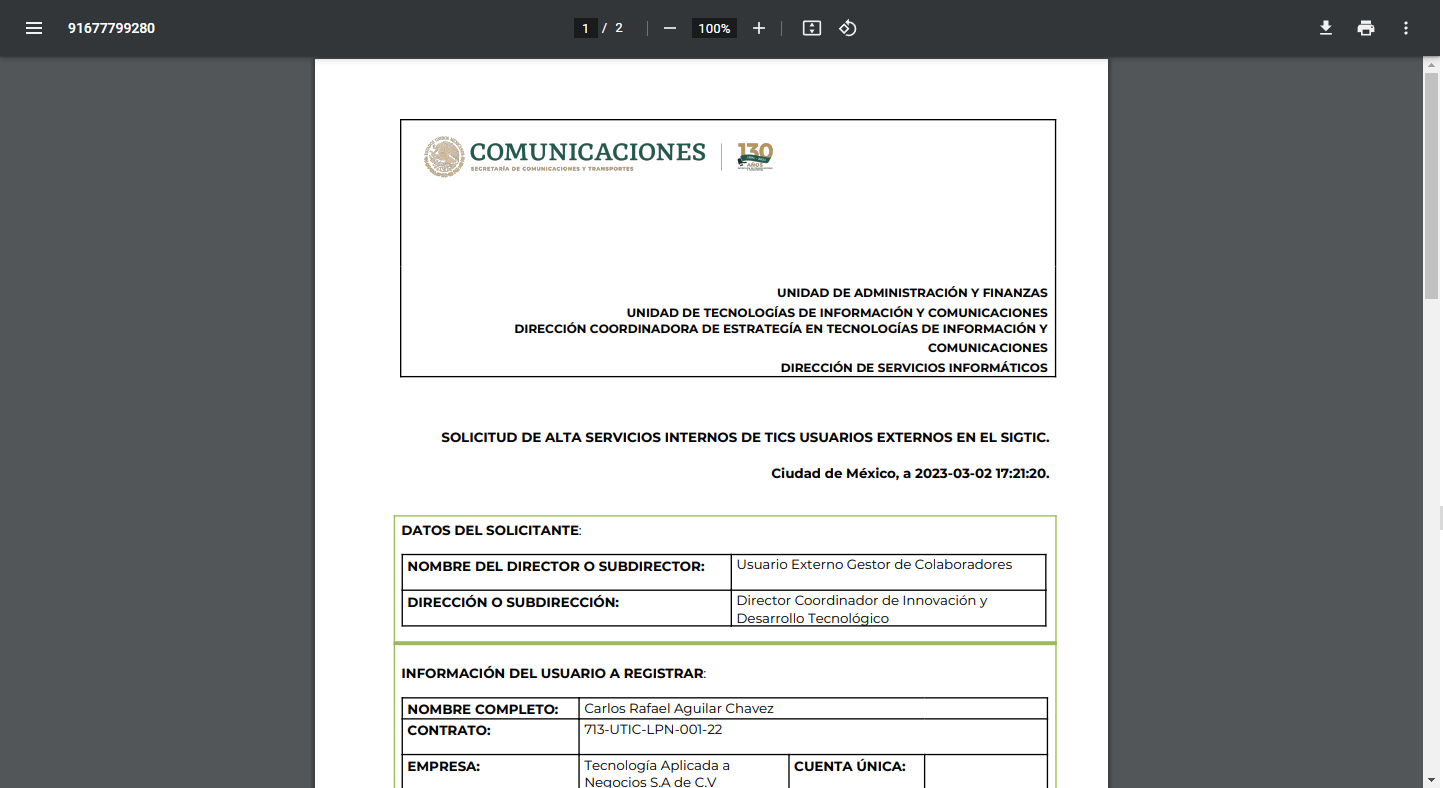 91677799280
1 / 2
100%
COMUNICACIONES
SECRETARÍA DE COMUNICACIONES Y TRANSPORTES
130
AÑOS
UNIDAD DE ADMINISTRACIÓN Y FINANZAS
UNIDAD DE TECNOLOGÍAS DE INFORMACIÓN Y COMUNICACIONES
DIRECCIÓN COORDINADORA DE ESTRATEGÍA EN TECNOLOGÍAS DE INFORMACIÓN Y
COMUNICACIONES
DIRECCIÓN DE SERVICIOS INFORMÁTICOS
SOLICITUD DE ALTA SERVICIOS INTERNOS DE TICS USUARIOS EXTERNOS EN EL SIGTIC.
Ciudad de México, a 2023-03-02 17:21:20.
DATOS DEL SOLICITANTE:
NOMBRE DEL DIRECTOR O SUBDIRECTOR: Usuario Externo Gestor de Colaboradores
DIRECCIÓN O SUBDIRECCIÓN: Director Coordinador de Innovación y
Desarrollo Tecnológico
INFORMACIÓN DEL USUARIO A REGISTRAR:
NOMBRE COMPLETO: Carlos Rafael Aguilar Chavez
CONTRATO: 713-UTIC-LPN-001-22
EMPRESA: Tecnología Aplicada a CUENTA ÚNICA:
Negocios S.A de C.V